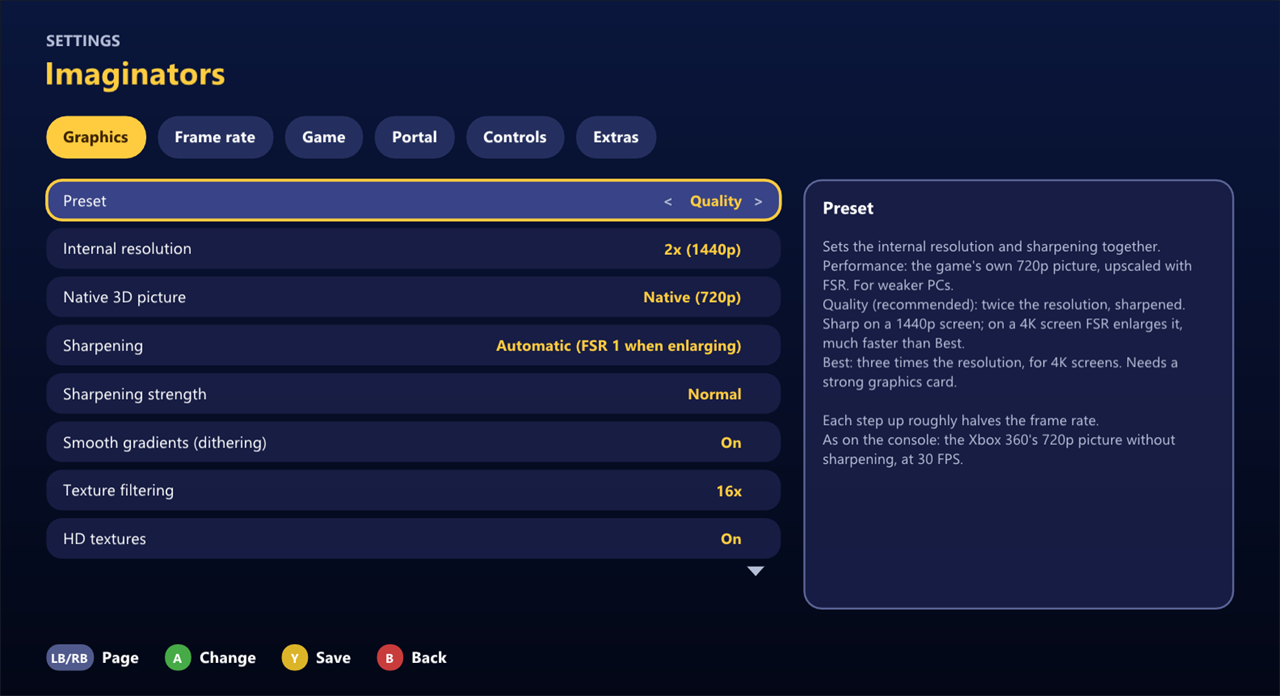 SETTINGS
Imaginators
Graphics Frame rate Game Portal Controls Extras
Preset < Quality >
Internal resolution 2x (1440p)
Native 3D picture Native (720p)
Sharpening Automatic (FSR 1 when enlarging)
Sharpening strength Normal
Smooth gradients (dithering) On
Texture filtering 16x
HD textures On
Preset
Sets the internal resolution and sharpening together.
Performance: the game's own 720p picture, upscaled with
FSR. For weaker PCs.
Quality (recommended): twice the resolution, sharpened.
Sharp on a 1440p screen; on a 4K screen FSR enlarges it,
much faster than Best.
Best: three times the resolution, for 4K screens. Needs a
strong graphics card.
Each step up roughly halves the frame rate.
As on the console: the Xbox 360's 720p picture without
sharpening, at 30 FPS.
LB/RB Page A Change Y Save B Back